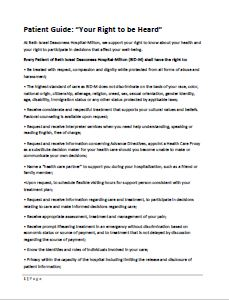 Patient Guide: "Your Right to be Heard"
At Beth Israel Deaconess Hospital-Milton, we support your right to know about your health and
your right to participate in decisions that affect your well-being.
Every Patient of Beth Israel Deaconess Hospital-Milton (BID-M) shall have the right to:
• Be treated with respect, compassion and dignity while protected from all forms of abuse and
harassment;
• The highest standard of care as BID-M does not discriminate on the basis of your race, color,
national origin, citizenship, alienage, religion, creed, sex, sexual orientation, gender identity,
age, disability, immigration status or any other status protected by applicable laws;
• Receive considerate and respectful treatment that supports your cultural values and beliefs.
Pastoral counseling is available upon request;
• Request and receive interpreter services when you need help understanding, speaking or
reading English, free of charge;
• Request and receive information concerning Advance Directives, appoint a Health Care Proxy
as a substitute decision maker for your health care should you become unable to make or
communicate your own decisions;
• Name a "health care partner" to support you during your hospitalization, such as a friend or
family member;
•Upon request, to schedule flexible visiting hours for support person consistent with your
treatment plan;
• Request and receive information regarding care and treatment, to participate in decisions
relating to care and make informed decisions regarding care;
• Receive appropriate assessment, treatment and management of your pain;
• Receive prompt lifesaving treatment in an emergency without discrimination based on
economic status or source of payment, and to treatment that is not delayed by discussion
regarding the source of payment;
• Know the identities and roles of individuals involved in your care;
• Privacy within the capacity of the hospital including limiting the release and disclosure of
patient information;
1 | Page